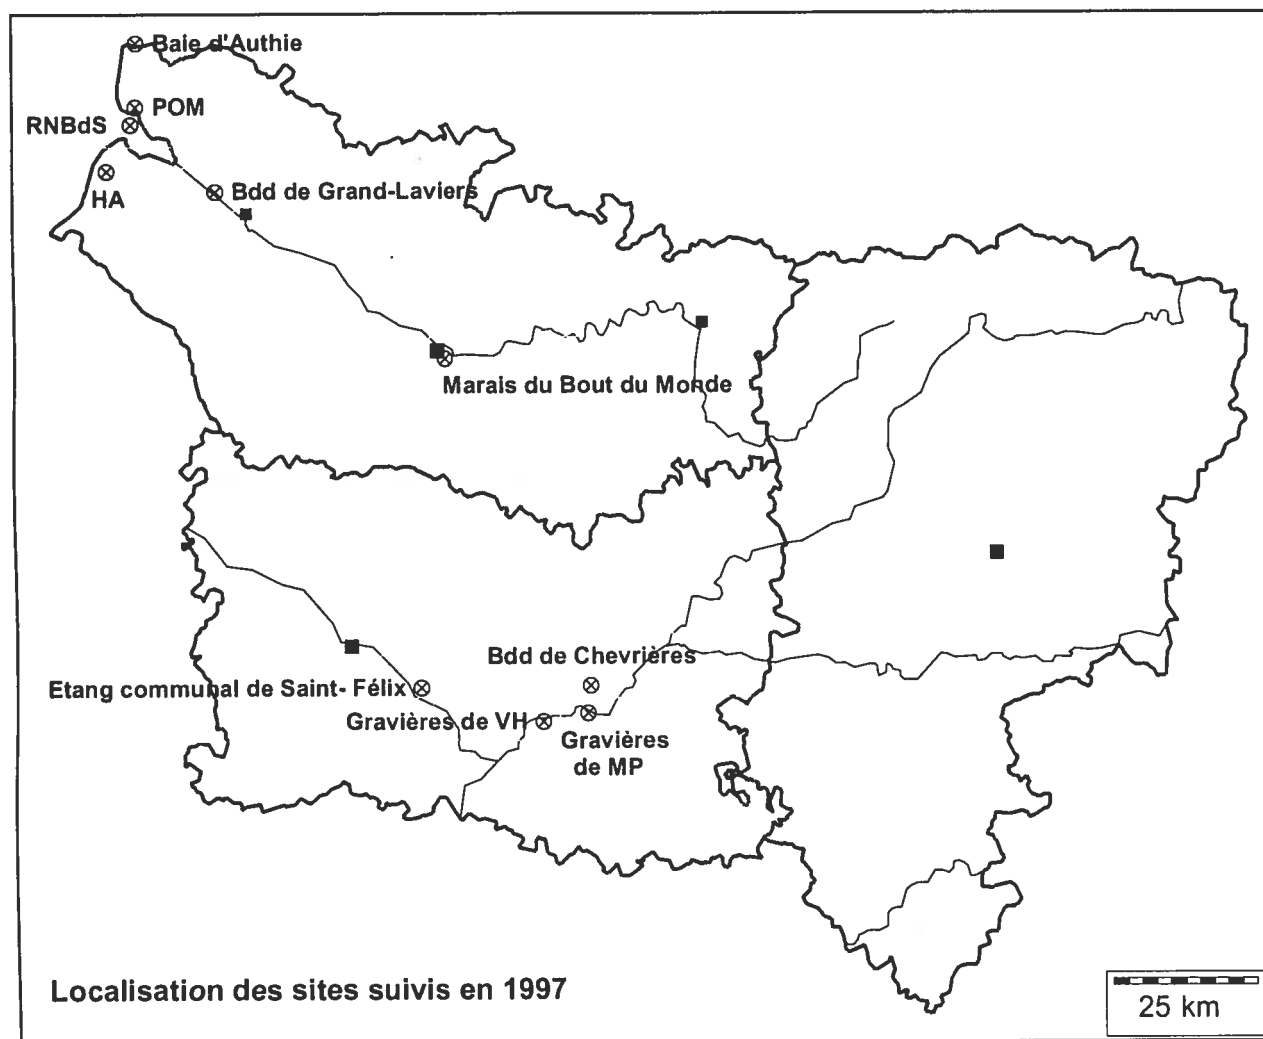 Baie d'Authie
POM
RNBdS
HA
Bdd de Grand-Laviers
Marais du Bout du Monde
Bdd de Chevrières
Etang communal de Saint- Félix
Gravières de VH
Gravières
de MP
Localisation des sites suivis en 1997
25 km